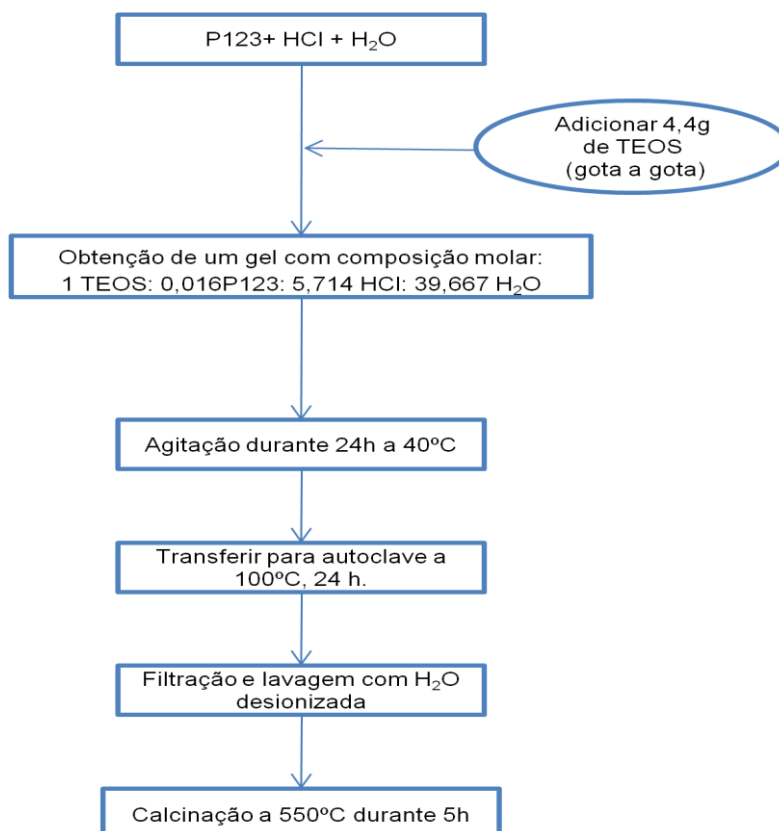 P123+ HCl + H₂O
Adicionar 4,4g
de TEOS
(gota a gota)
Obtenção de um gel com composição molar:
1 TEOS: 0,016P123: 5,714 HCl: 39,667 H₂O
Agitação durante 24h a 40ºC
Transferir para autoclave a
100ºC, 24 h.
Filtração e lavagem com H₂O
desionizada
Calcinação a 550ºC durante 5h